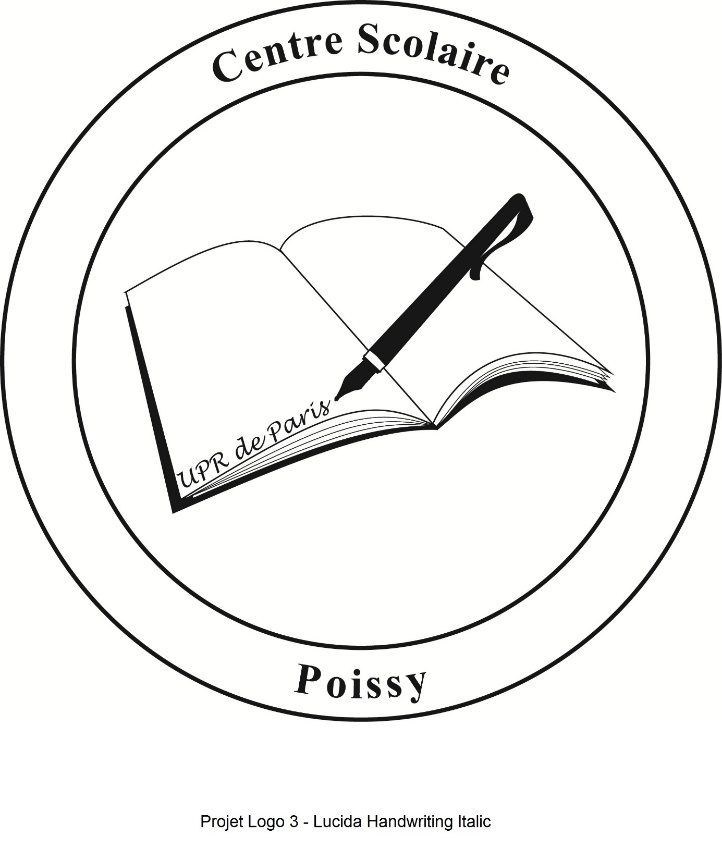 Centre Scolaire
UPR de Paris
Poissy
Projet Logo 3 - Lucida Handwriting Italic